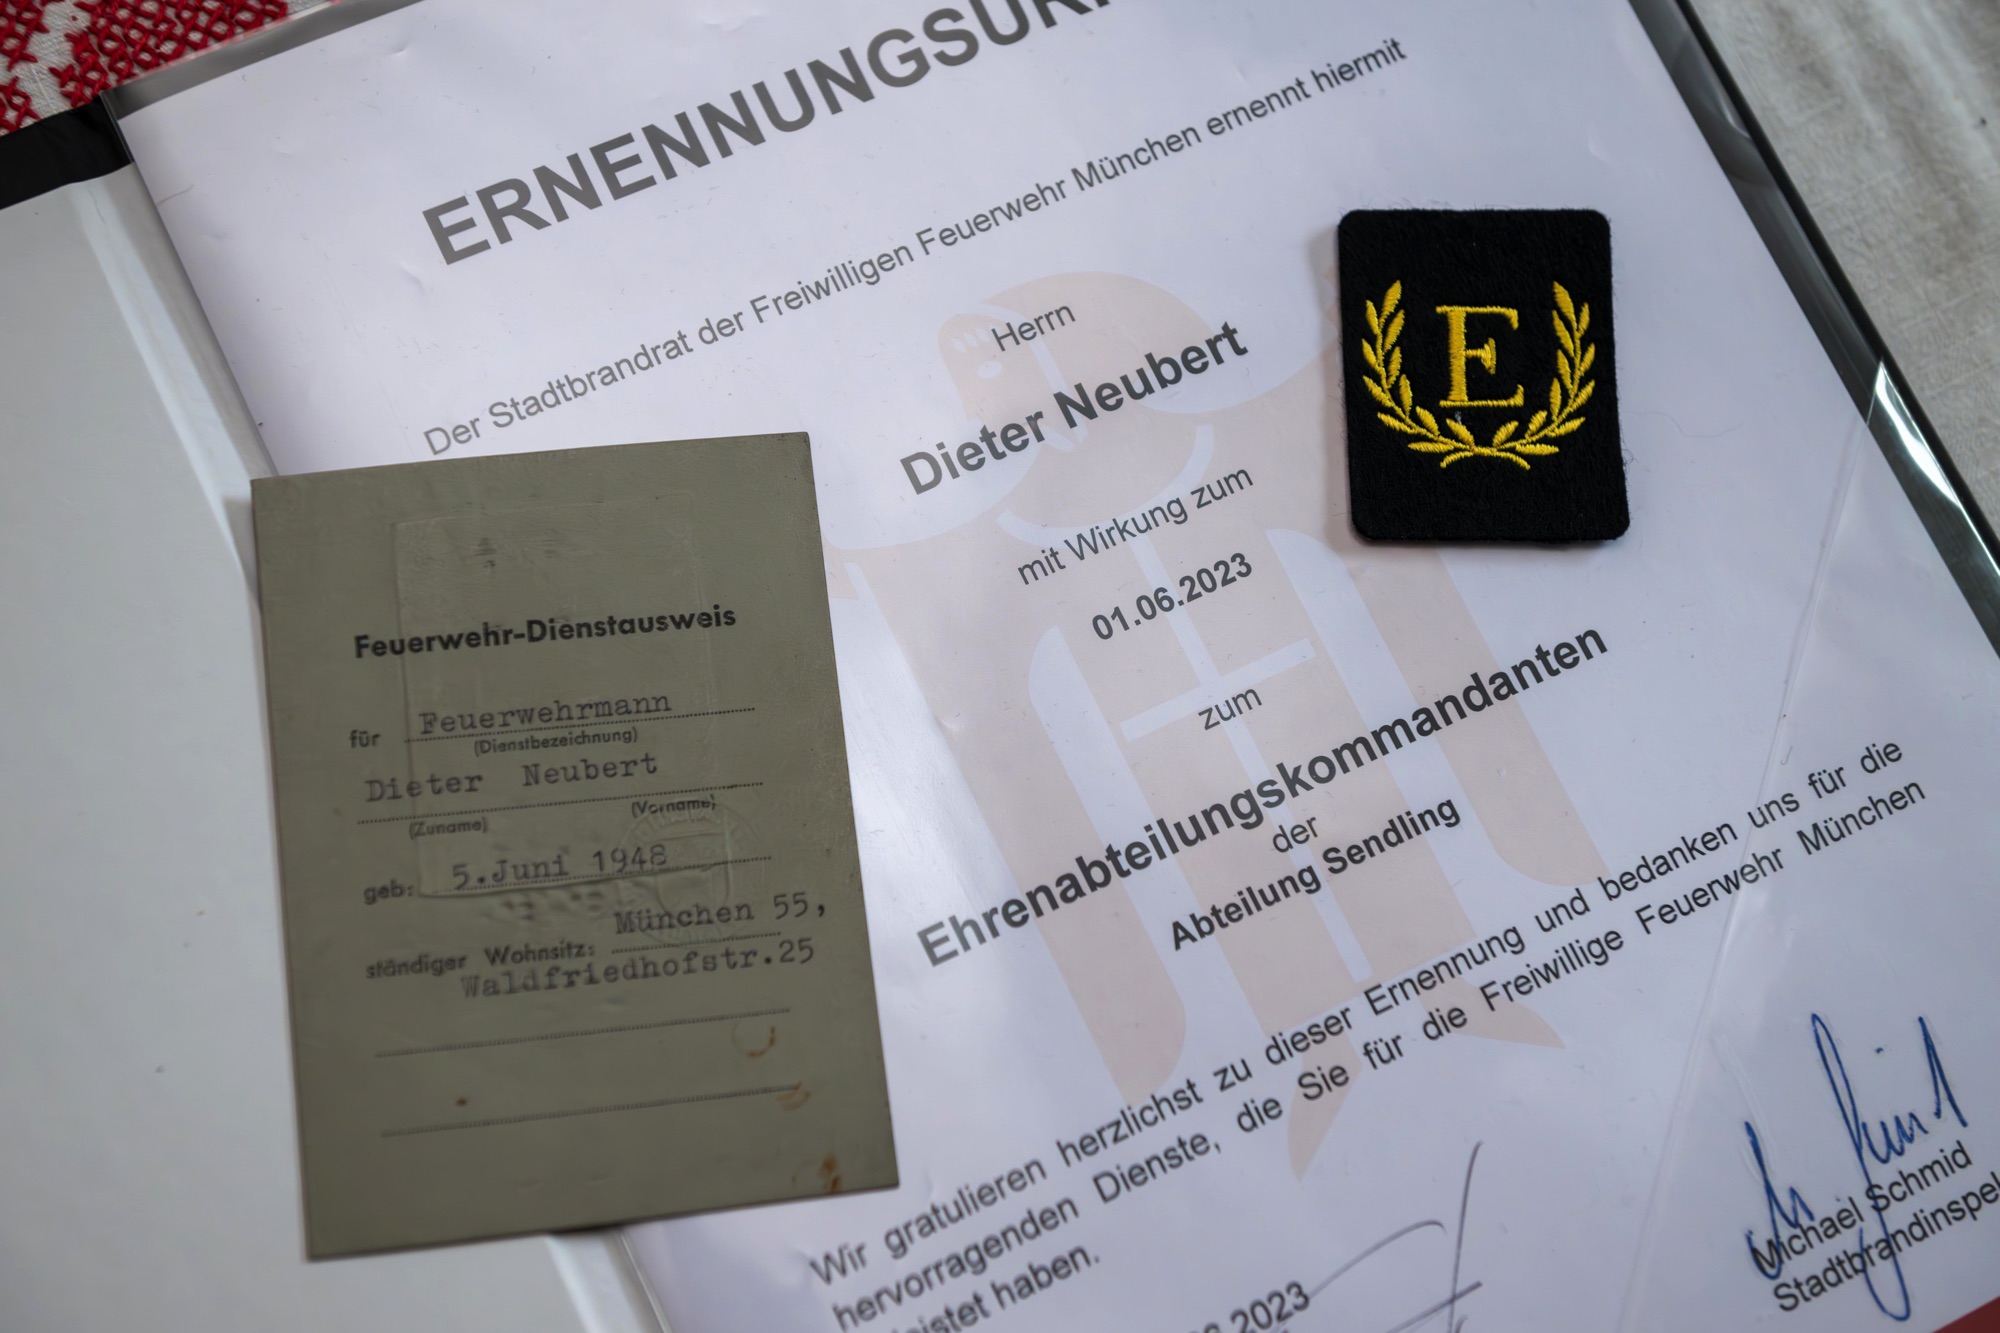 Der Stadtbrandrat der Freiwilligen Feuerwehr München ernennt hiermit
Herrn
Dieter Neubert
mit Wirkung zum
01.06.2023
zum
Ehrenabteilungskommandanten
der
Abteilung Sendling
Wir gratulieren herzlichst zu dieser Ernennung und bedanken uns für die
hervorragenden Dienste, die Sie für die Freiwillige Feuerwehr München
haben.
2023
Michael Schmid
E
Feuerwehr-Dienstausweis
für Feuerwehrmann
(Dienstbezeichnung)
Dieter Neubert
(Zuname) (Vorname)
geb: 5.Juni 1948
ständiger Wohnsitz: München 55,
Waldfriedhofstr.25